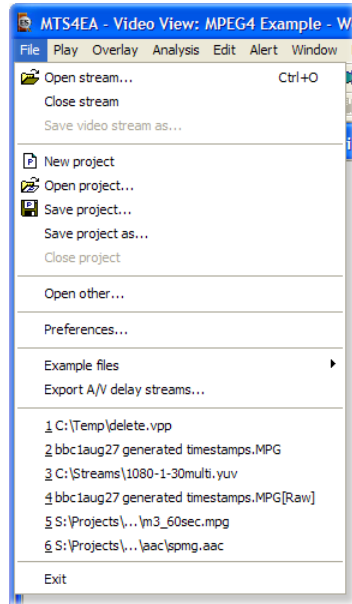 MTS4EA - Video View: MPEG4 Example - W
File Play Overlay Analysis Edit Alert Window
Open stream... Ctrl+O
Close stream
Save video stream as...
New project
Open project...
Save project...
Save project as...
Close project
Open other...
Preferences...
Example files
Export A/V delay streams...
1 C:\Temp\delete.vpp
2 bbc1aug27 generated timestamps.MPG
3 C:\Streams\1080-1-30multi.yuv
4 bbc1aug27 generated timestamps.MPG[Raw]
5 S:\Projects\...\m3_60sec.mpg
6 S:\Projects\...\aac\spmg.aac
Exit